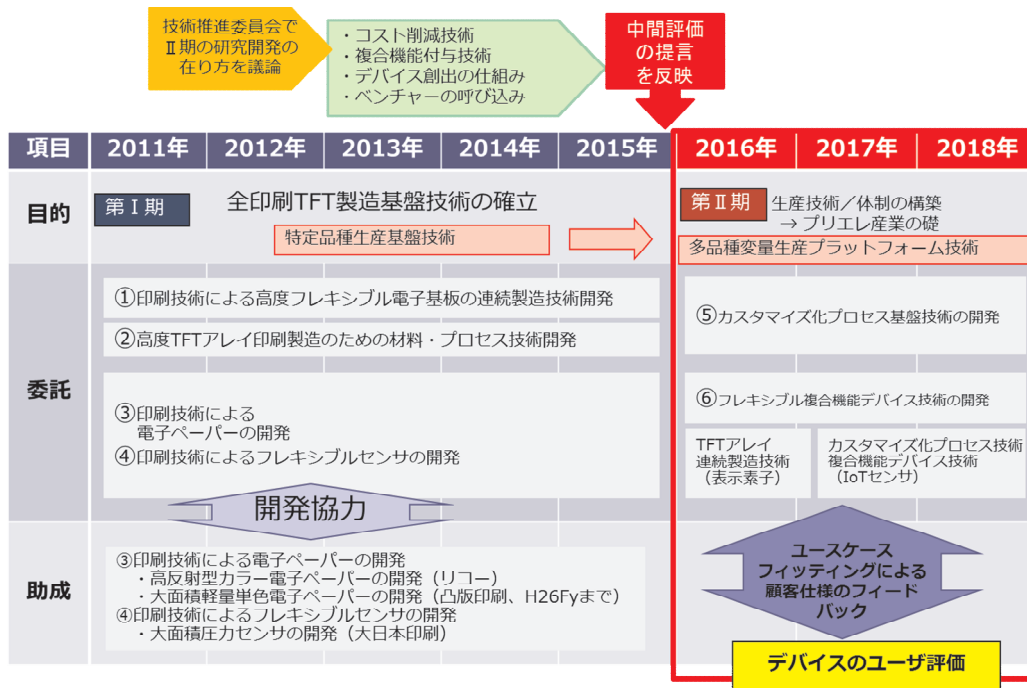 技術推進委員会で
Ⅱ期の研究開発の
在り方を議論
・コスト削減技術
・複合機能付与技術
・デバイス創出の仕組み
・ベンチャーの呼び込み
中間評価
の提言
を反映
項目 2011年 2012年 2013年 2014年 2015年 2016年 2017年 2018年
目的
第Ⅰ期
全印刷TFT製造基盤技術の確立
特定品種生産基盤技術
第Ⅱ期
生産技術／体制の構築
→ プリエレ産業の礎
多品種変量生産プラットフォーム技術
委託
①印刷技術による高度フレキシブル電子基板の連続製造技術開発
②高度TFTアレイ印刷製造のための材料・プロセス技術開発
③印刷技術による
電子ペーパーの開発
④印刷技術によるフレキシブルセンサの開発
⑤カスタマイズ化プロセス基盤技術の開発
⑥フレキシブル複合機能デバイス技術の開発
TFTアレイ
連続製造技術
（表示素子）
カスタマイズ化プロセス技術
複合機能デバイス技術
（IoTセンサ）
開発協力
助成
③印刷技術による電子ペーパーの開発
・高反射型カラー電子ペーパーの開発（リコー）
・大面積軽量単色電子ペーパーの開発（凸版印刷、H26Fyまで）
④印刷技術によるフレキシブルセンサの開発
・大面積圧力センサの開発（大日本印刷）
ユースケース
フィッティングによる
顧客仕様のフィード
バック
デバイスのユーザ評価